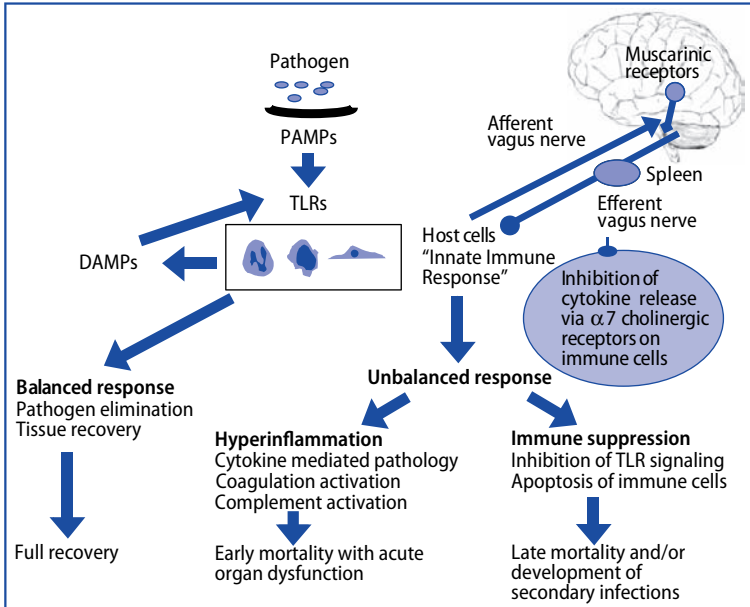 Pathogen
PAMPs
TLRs
DAMPs
Muscarinic
receptors
Afferent
vagus nerve
Spleen
Efferent
vagus nerve
Host cells
“Innate Immune
Response”
Inhibition of
cytokine release
via α7 cholinergic
receptors on
immune cells
Balanced response
Pathogen elimination
Tissue recovery
Full recovery
Unbalanced response
Hyperinflammation
Cytokine mediated pathology
Coagulation activation
Complement activation
Early mortality with acute
organ dysfunction
Immune suppression
Inhibition of TLR signaling
Apoptosis of immune cells
Late mortality and/or
development of
secondary infections